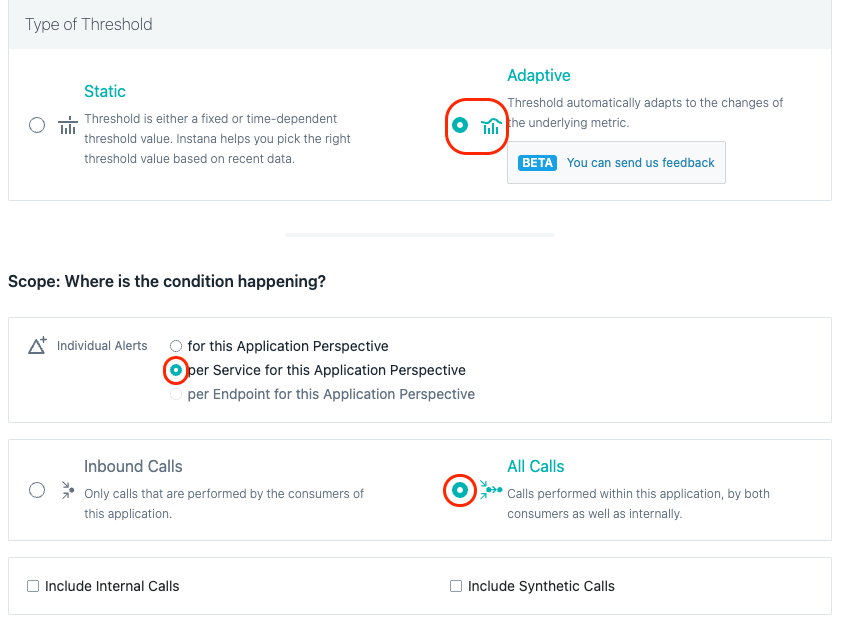 Type of Threshold
Static
Threshold is either a fixed or time-dependent
threshold value. Instana helps you pick the right
threshold value based on recent data.
Adaptive
Threshold automatically adapts to the changes of
the underlying metric.
BETA You can send us feedback
Scope: Where is the condition happening?
Individual Alerts
for this Application Perspective
per Service for this Application Perspective
per Endpoint for this Application Perspective
Inbound Calls
Only calls that are performed by the consumers of
this application.
All Calls
Calls performed within this application, by both
consumers as well as internally.
Include Internal Calls
Include Synthetic Calls